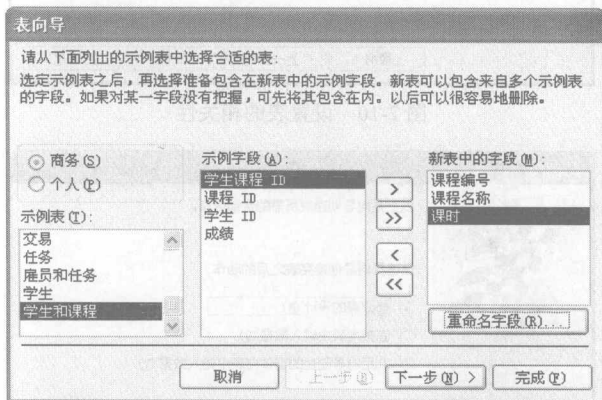 表向导
请从下面列出的示例表中选择合适的表:
选定示例表之后，再选择准备包含在新表中的示例字段。新表可以包含来自多个示例表
的字段。如果对某一字段没有把握，可先将其包含在内。以后可以很容易地删除。
商务(S)
个人(P)
示例表(T):
交易
任务
雇员和任务
学生
学生和课程
示例字段(A):
学生课程 ID
课程 ID
学生 ID
成绩
>
>>
<
<<
新表中的字段(M):
课程编号
课程名称
课时
重命名字段(R)...
取消
上一步(B)
下一步(N) >
完成(F)